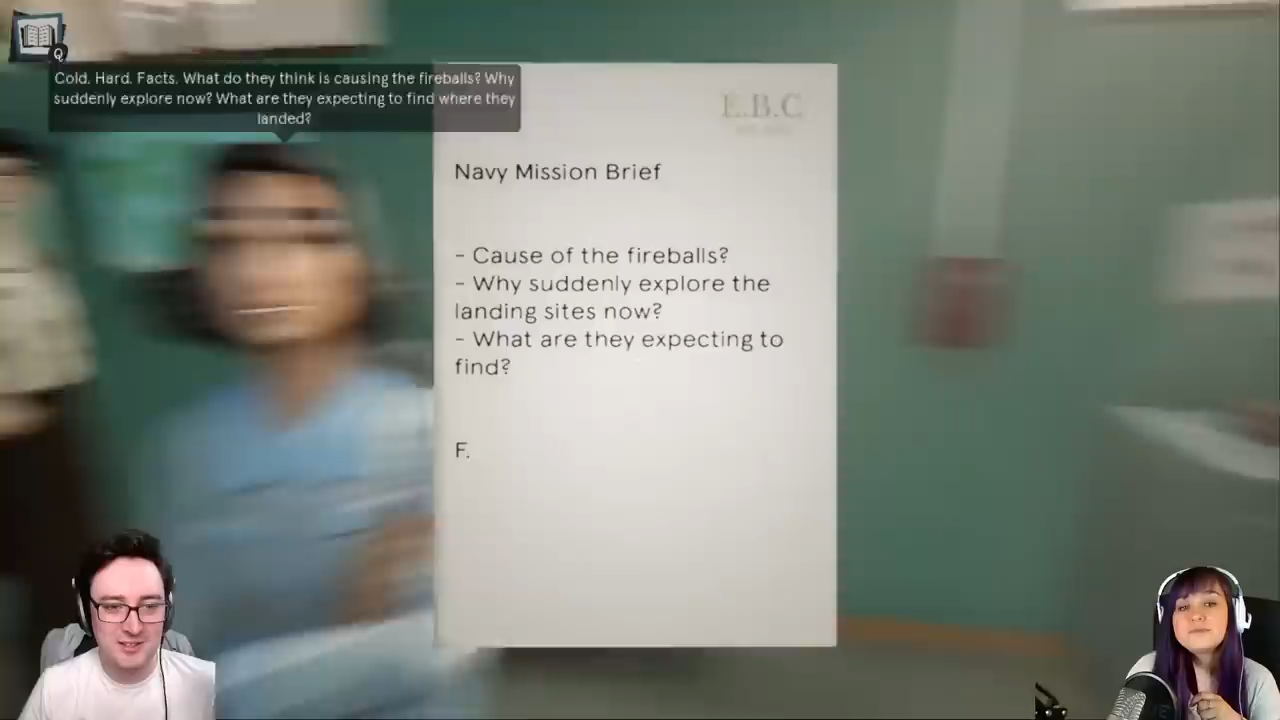 Q
Cold. Hard. Facts. What do they think is causing the fireballs? Why
suddenly explore now? What are they expecting to find where they
landed?
E.B.C
Navy Mission Brief
- Cause of the fireballs?
- Why suddenly explore the
landing sites now?
- What are they expecting to
find?
F.